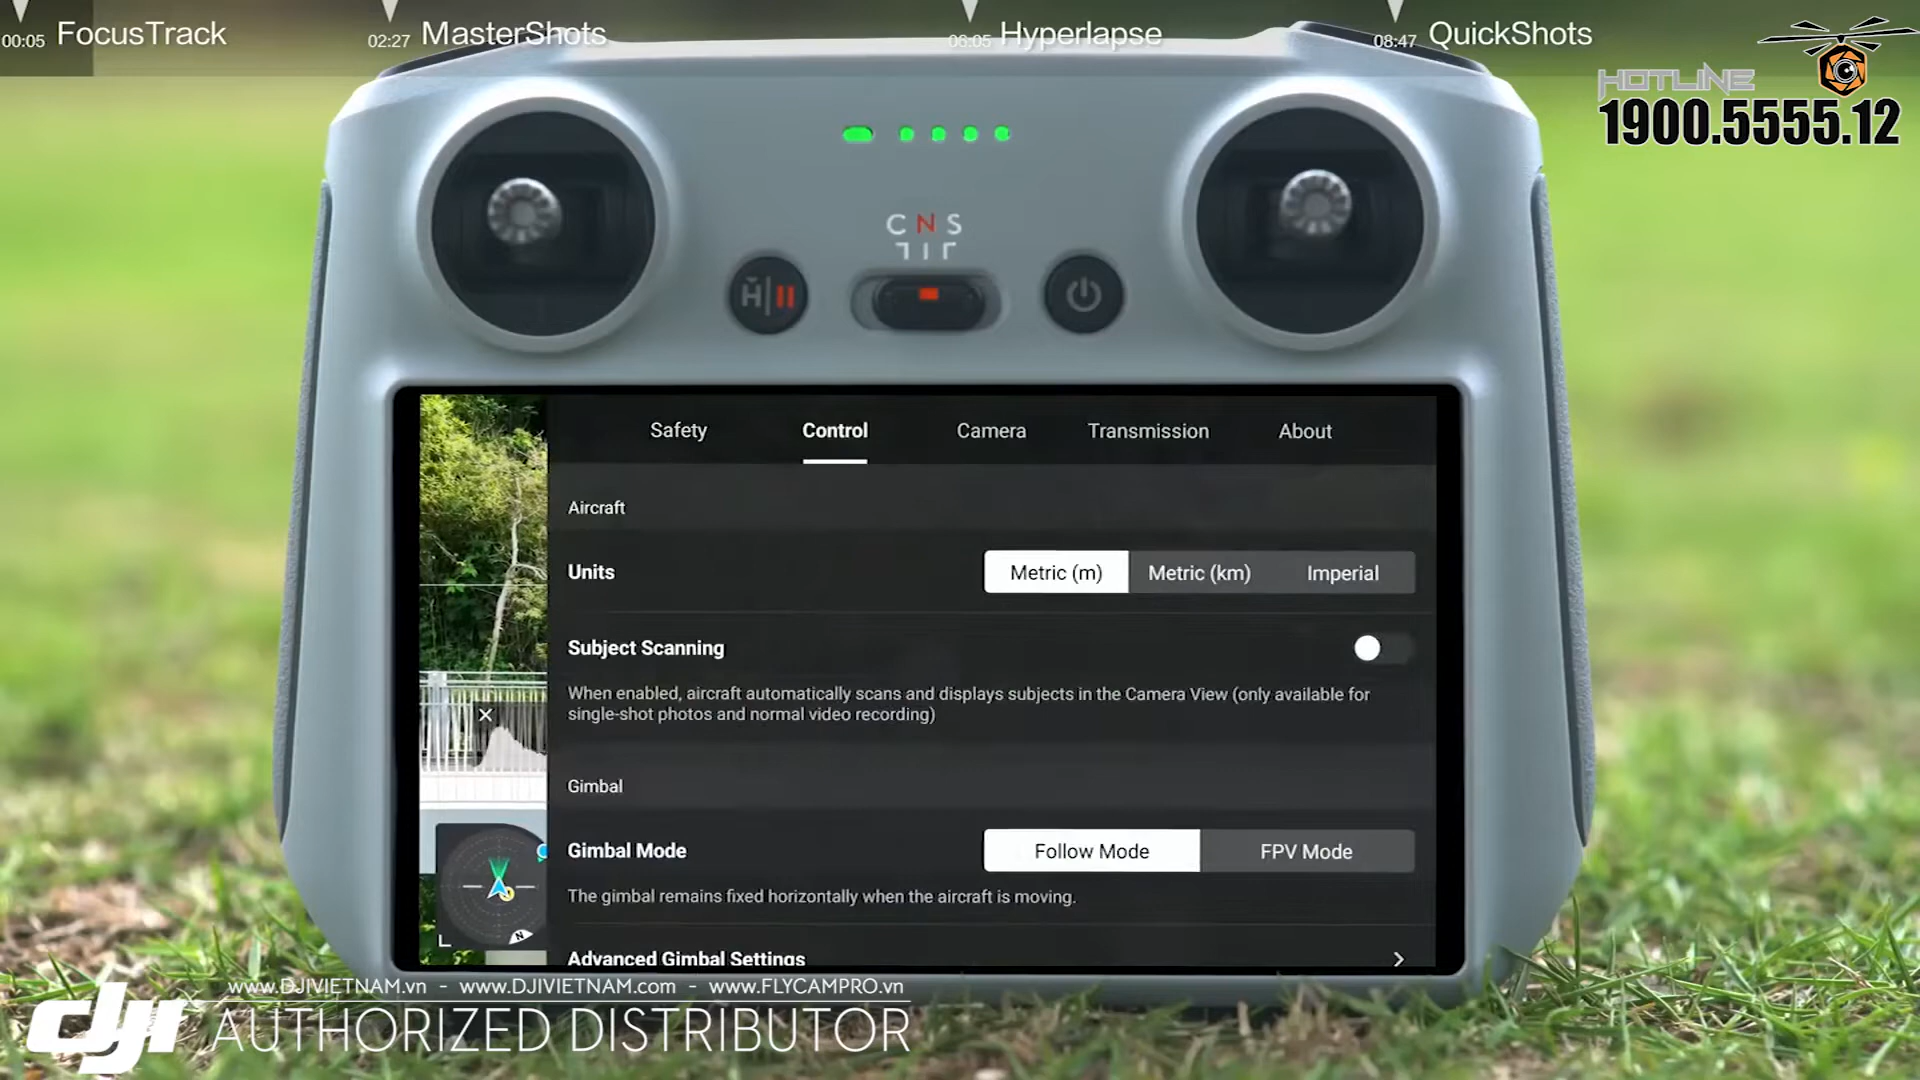 00:05 FocusTrack
02:27 MasterShots
06:05 Hyperlapse
08:47 QuickShots
HOTLINE
1900.5555.12
C N S
H
Safety Control Camera Transmission About
Aircraft
Units Metric (m) Metric (km) Imperial
Subject Scanning
When enabled, aircraft automatically scans and displays subjects in the Camera View (only available for
single-shot photos and normal video recording)
Gimbal
Gimbal Mode Follow Mode FPV Mode
The gimbal remains fixed horizontally when the aircraft is moving.
L
N
Advanced Gimbal Settings
www.DJIVIETNAM.vn - www.DJIVIETNAM.com - www.FLYCAMPRO.vn
dji AUTHORIZED DISTRIBUTOR